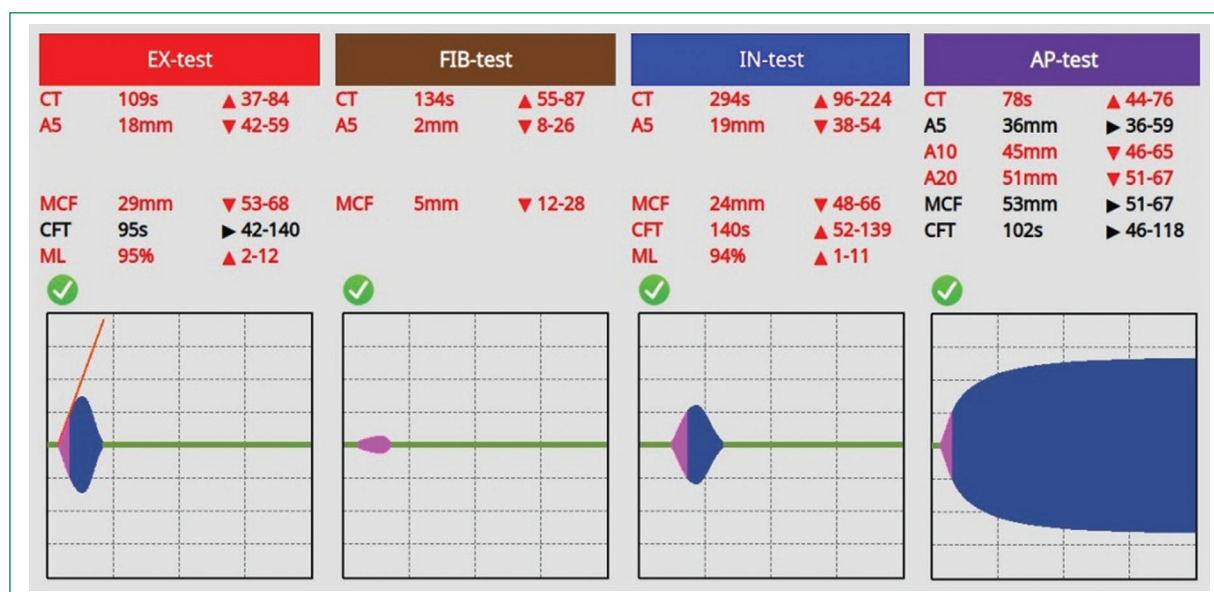 EX-test
CT 109s ▲ 37-84
A5 18mm ▼ 42-59
MCF 29mm ▼ 53-68
CFT 95s ▶ 42-140
ML 95% ▲ 2-12
FIB-test
CT 134s ▲ 55-87
A5 2mm ▼ 8-26
MCF 5mm ▼ 12-28
IN-test
CT 294s ▲ 96-224
A5 19mm ▼ 38-54
MCF 24mm ▼ 48-66
CFT 140s ▲ 52-139
ML 94% ▲ 1-11
AP-test
CT 78s ▲ 44-76
A5 36mm ▶ 36-59
A10 45mm ▼ 46-65
A20 51mm ▼ 51-67
MCF 53mm ▶ 51-67
CFT 102s ▶ 46-118